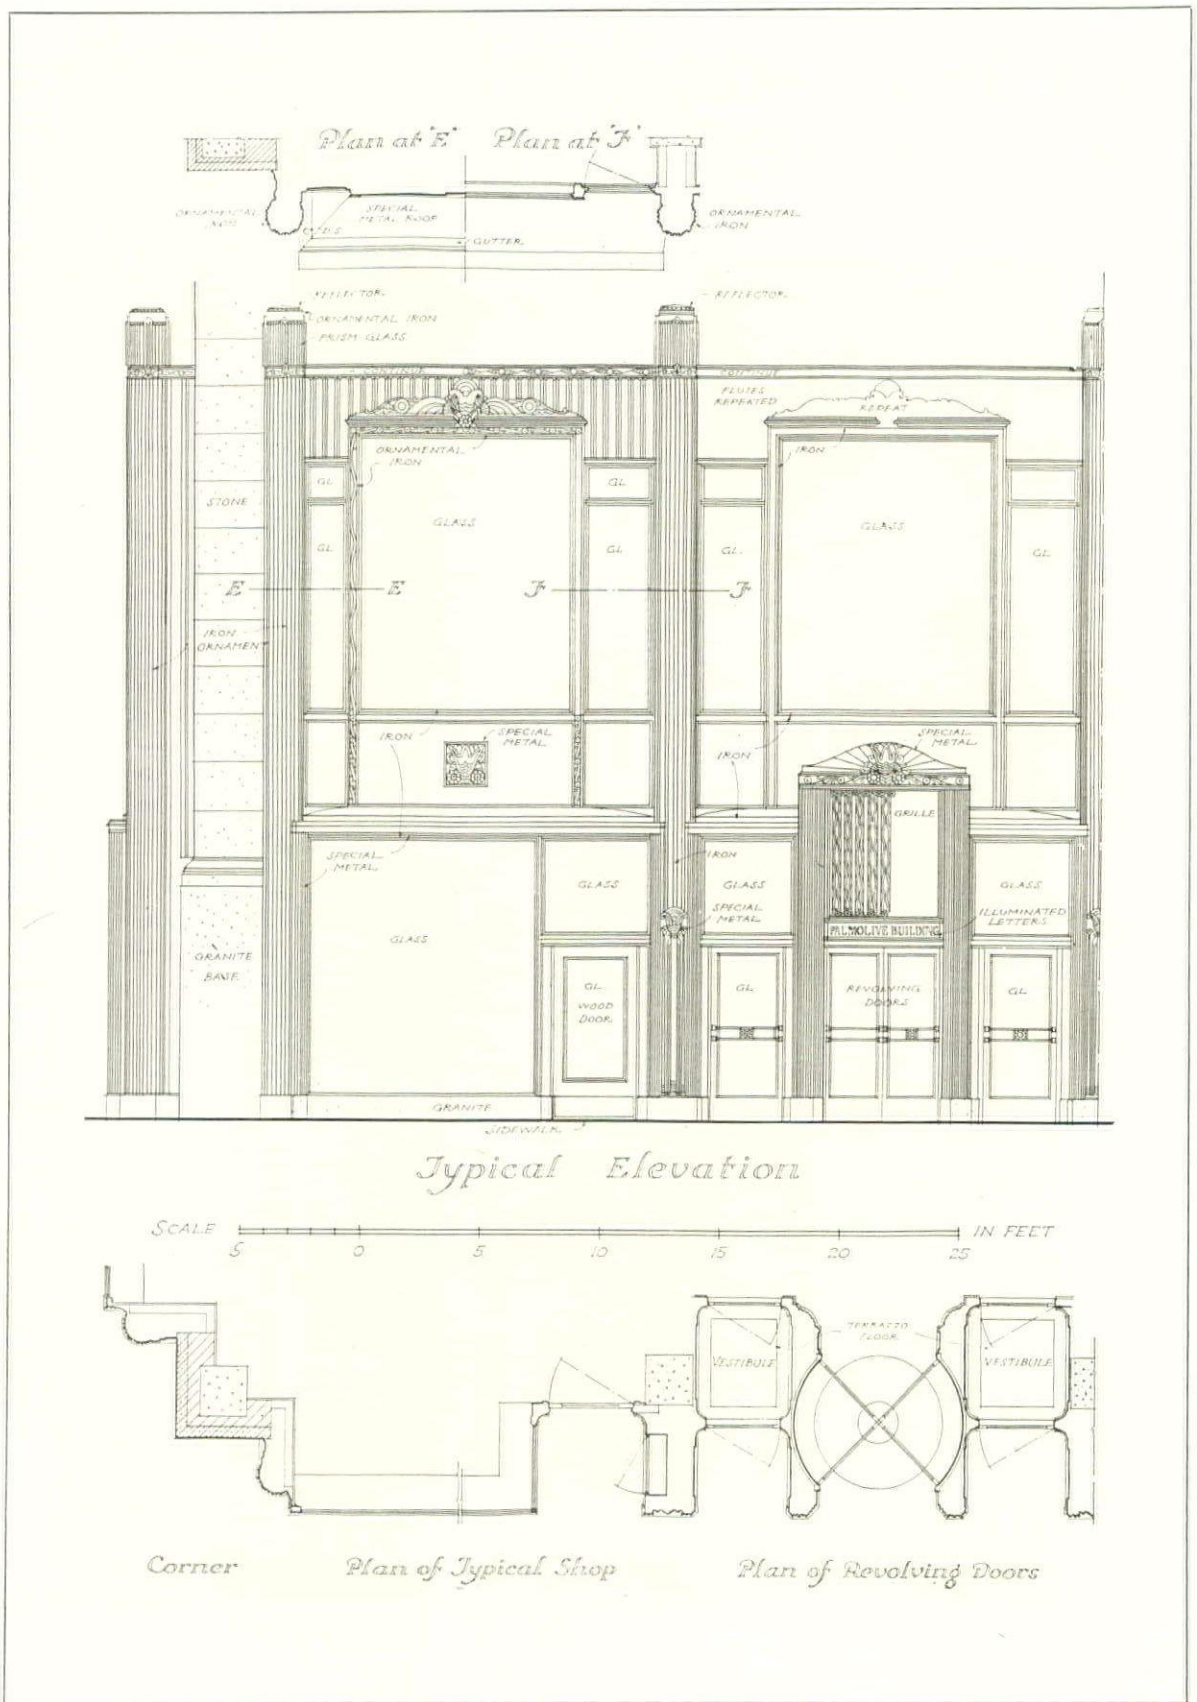 Plan at "E" Plan at "F"
ORNAMENTAL
IRON
SPECIAL
METAL ROOF
GUTTER
ORNAMENTAL
IRON
REFLECTOR
ORNAMENTAL IRON
PRISM GLASS
REFLECTOR
CONTINUE
CONTINUE
FLUTES
REPEATED
REPEAT
ORNAMENTAL
IRON
IRON
GL
GL
STONE
GLASS
GLASS
GL
GL
GL.
GL
E E F F
IRON
ORNAMENT
IRON
SPECIAL
METAL
IRON
SPECIAL
METAL
GRILLE
SPECIAL
METAL
IRON
GLASS
GLASS
GLASS
SPECIAL
METAL
ILLUMINATED
LETTERS
PALMOLIVE BUILDING
GLASS
GRANITE
BASE
GL.
WOOD
DOOR
GL
REVOLVING
DOORS
GL
GRANITE
SIDEWALK
Typical Elevation
SCALE IN FEET
5 0 5 10 15 20 25
TERRAZZO
FLOOR
VESTIBULE
VESTIBULE
Corner Plan of Typical Shop Plan of Revolving Doors